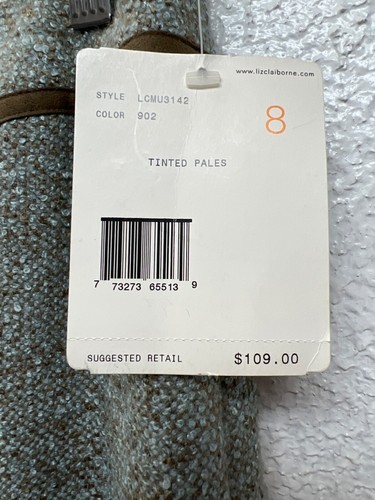 www.lizclaiborne.com
STYLE LCMU3142
COLOR 902
8
TINTED PALES
7 73273 65513 9
SUGGESTED RETAIL $109.00